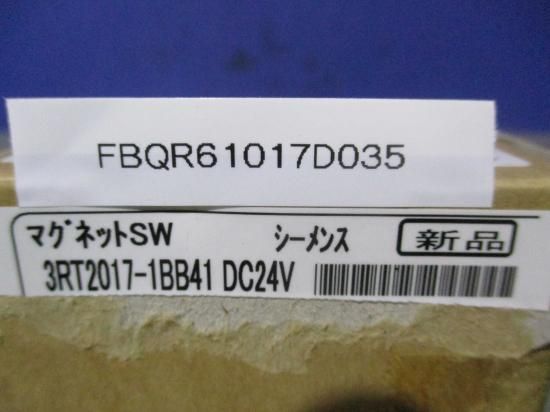 FBQR61017D035
ﾏｸﾞﾈｯﾄSW ｼｰﾒﾝｽ 新品
3RT2017-1BB41 DC24V